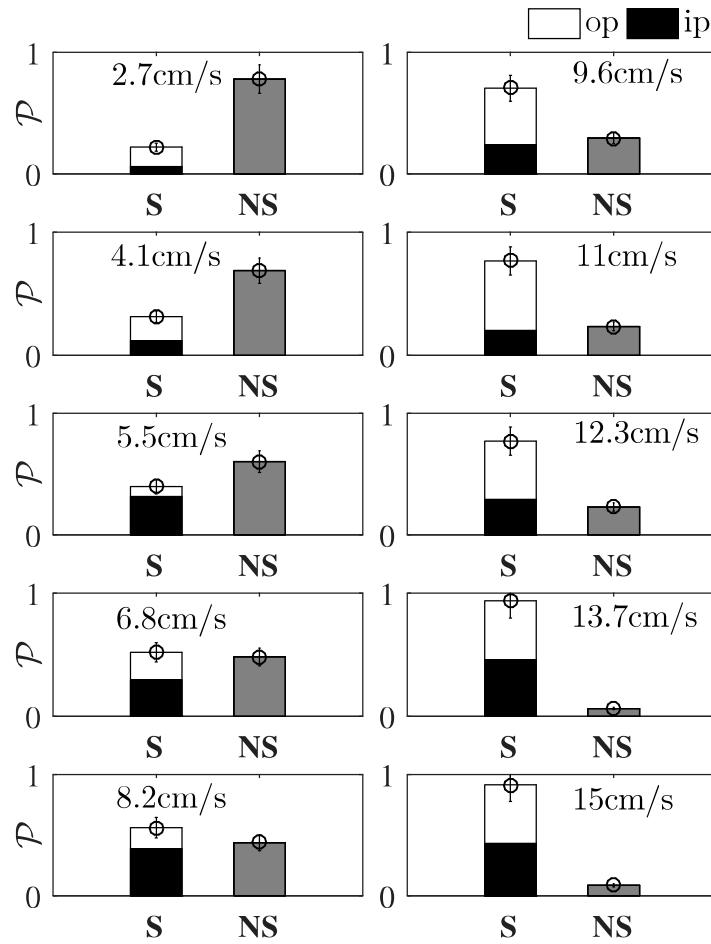 op ip
1 2.7cm/s 1 9.6cm/s
𝒫
0 0
S NS S NS
1 4.1cm/s 1 11cm/s
𝒫
0 0
S NS S NS
1 5.5cm/s 1 12.3cm/s
𝒫
0 0
S NS S NS
1 6.8cm/s 1 13.7cm/s
𝒫
0 0
S NS S NS
1 8.2cm/s 1 15cm/s
𝒫
0 0
S NS S NS